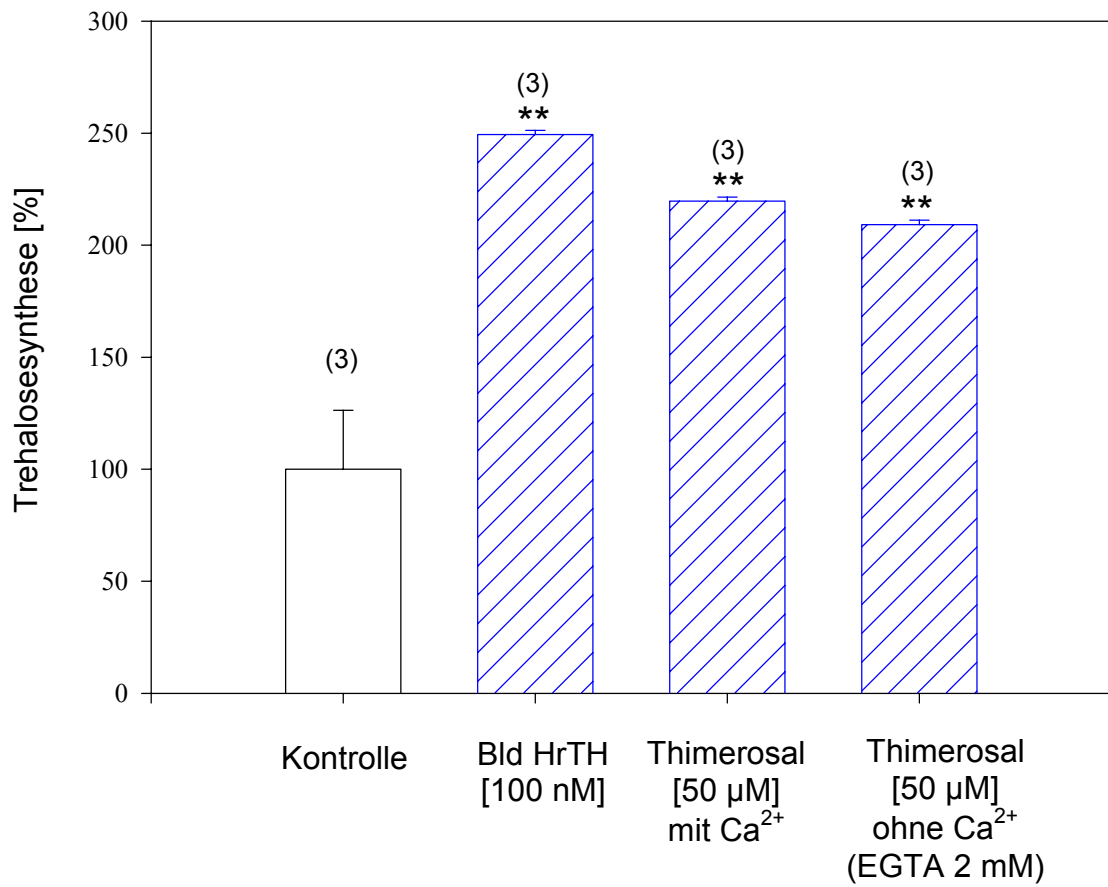 Trehalosesynthese [%]
300
250
200
150
100
50
0
(3)
(3)
**
(3)
**
(3)
**
Kontrolle
Bld HrTH
[100 nM]
Thimerosal
[50 µM]
mit Ca²⁺
Thimerosal
[50 µM]
ohne Ca²⁺
(EGTA 2 mM)